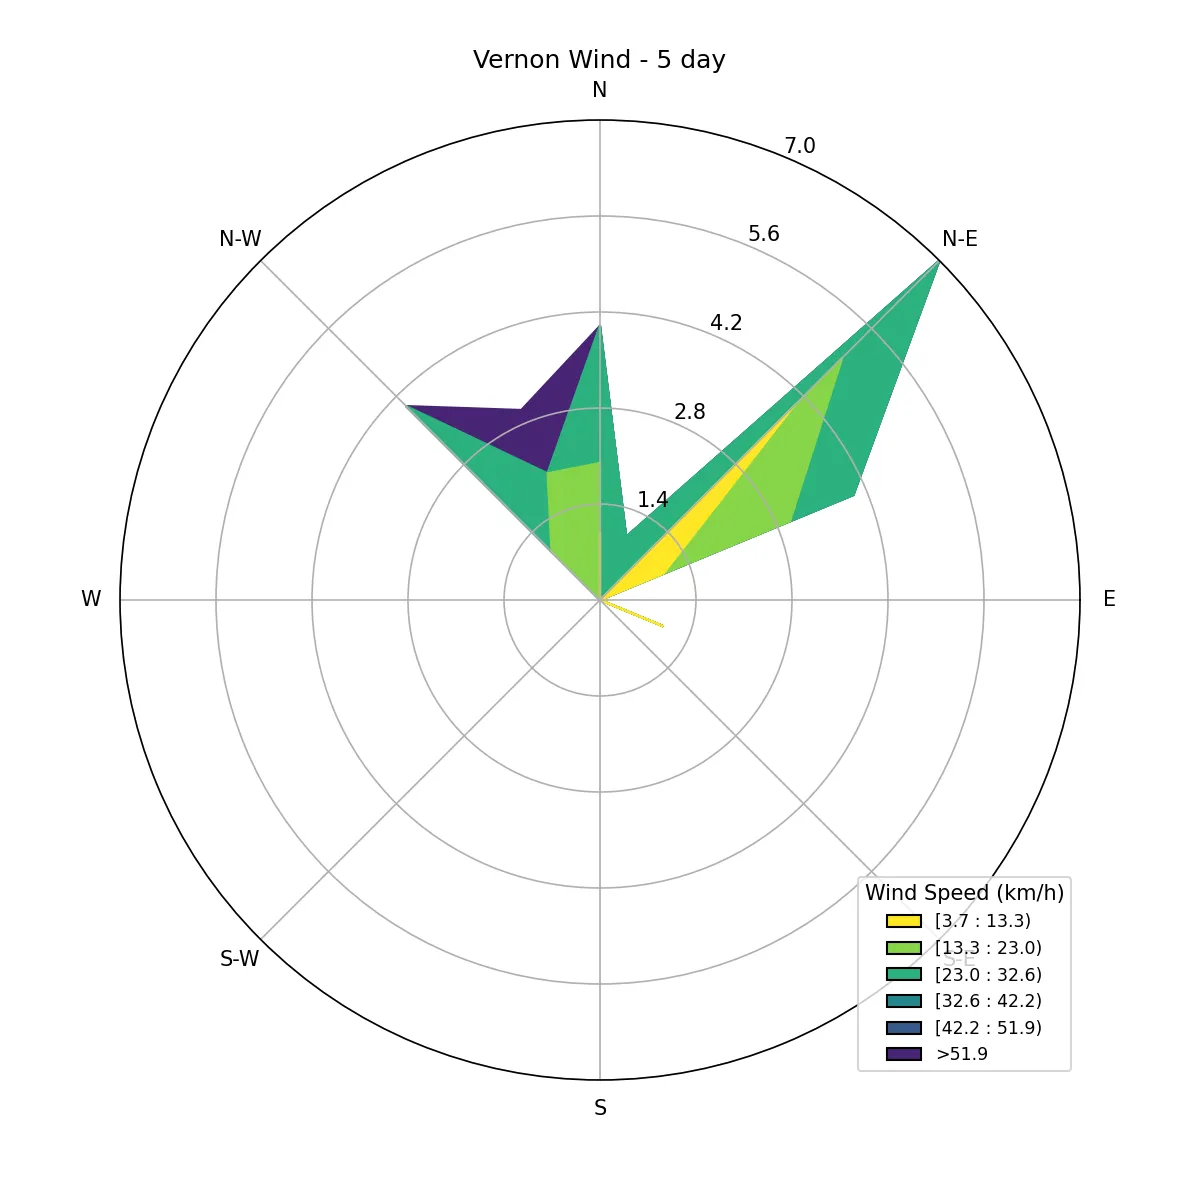 Vernon Wind - 5 day
N
7.0
N-W
5.6
N-E
4.2
2.8
1.4
W
E
Wind Speed (km/h)
[3.7 : 13.3)
[13.3 : 23.0)
S-W
S-E
[23.0 : 32.6)
[32.6 : 42.2)
[42.2 : 51.9)
>51.9
S